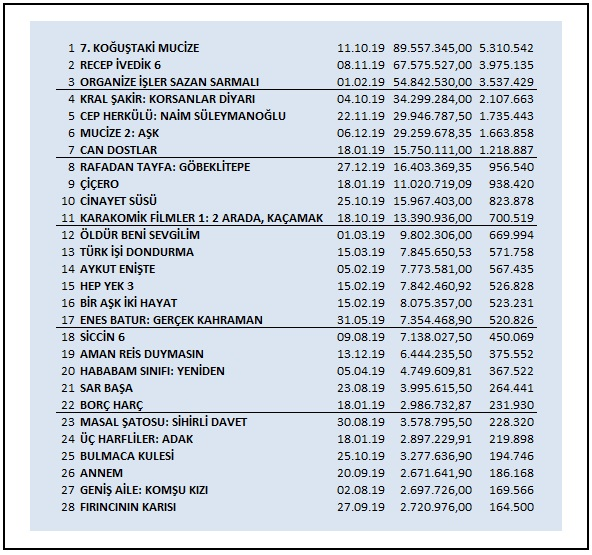 1 7. KOĞUŞTAKİ MUCİZE 11.10.19 89.557.345,00 5.310.542
2 RECEP İVEDİK 6 08.11.19 67.575.527,00 3.975.135
3 ORGANİZE İŞLER SAZAN SARMALI 01.02.19 54.842.530,00 3.537.429
4 KRAL ŞAKİR: KORSANLAR DİYARI 04.10.19 34.299.284,00 2.107.663
5 CEP HERKÜLÜ: NAİM SÜLEYMANOĞLU 22.11.19 29.946.787,50 1.735.443
6 MUCİZE 2: AŞK 06.12.19 29.259.678,35 1.663.858
7 CAN DOSTLAR 18.01.19 15.750.111,00 1.218.887
8 RAFADAN TAYFA: GÖBEKLİTEPE 27.12.19 16.403.369,35 956.540
9 ÇİÇERO 18.01.19 11.020.719,09 938.420
10 CİNAYET SÜSÜ 25.10.19 15.967.403,00 823.878
11 KARAKOMİK FİLMLER 1: 2 ARADA, KAÇAMAK 18.10.19 13.390.936,00 700.519
12 ÖLDÜR BENİ SEVGİLİM 01.03.19 9.802.306,00 669.994
13 TÜRK İŞİ DONDURMA 15.03.19 7.845.650,53 571.758
14 AYKUT ENİŞTE 05.02.19 7.773.581,00 567.435
15 HEP YEK 3 15.02.19 7.842.460,92 526.828
16 BİR AŞK İKİ HAYAT 15.02.19 8.075.357,00 523.231
17 ENES BATUR: GERÇEK KAHRAMAN 31.05.19 7.354.468,90 520.826
18 SİCCİN 6 09.08.19 7.138.027,50 450.069
19 AMAN REİS DUYMASIN 13.12.19 6.444.235,50 375.552
20 HABABAM SINIFI: YENİDEN 05.04.19 4.749.609,81 367.522
21 SAR BAŞA 23.08.19 3.995.615,50 264.441
22 BORÇ HARÇ 18.01.19 2.986.732,87 231.930
23 MASAL ŞATOSU: SİHİRLİ DAVET 30.08.19 3.578.795,50 228.320
24 ÜÇ HARFLİLER: ADAK 18.01.19 2.897.229,91 219.898
25 BULMACA KULESİ 25.10.19 3.277.636,90 194.746
26 ANNEM 20.09.19 2.671.641,90 186.168
27 GENİŞ AİLE: KOMŞU KIZI 02.08.19 2.697.726,00 169.566
28 FIRINCININ KARISI 27.09.19 2.720.976,00 164.500